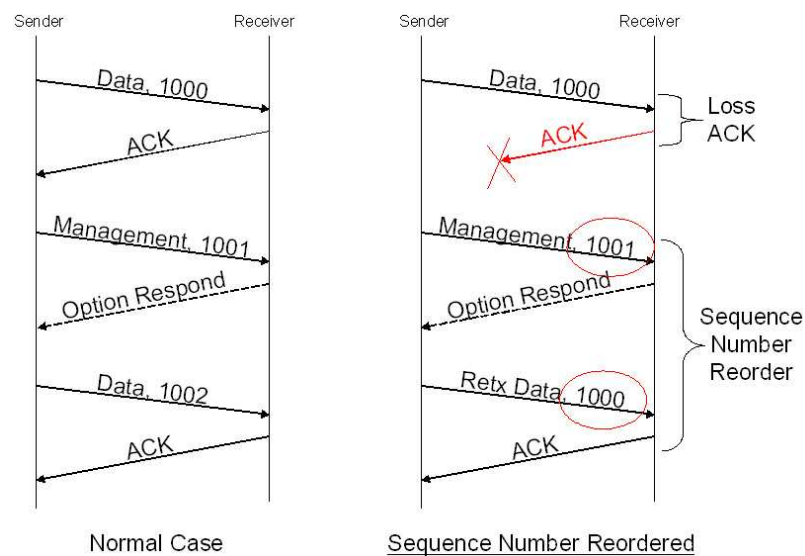 Sender
Receiver
Data, 1000
ACK
Management, 1001
Option Respond
Data, 1002
ACK
Normal Case
Sender
Receiver
Data, 1000
ACK
Loss
ACK
Management, 1001
Option Respond
Retx Data, 1000
ACK
Sequence
Number
Reorder
Sequence Number Reordered